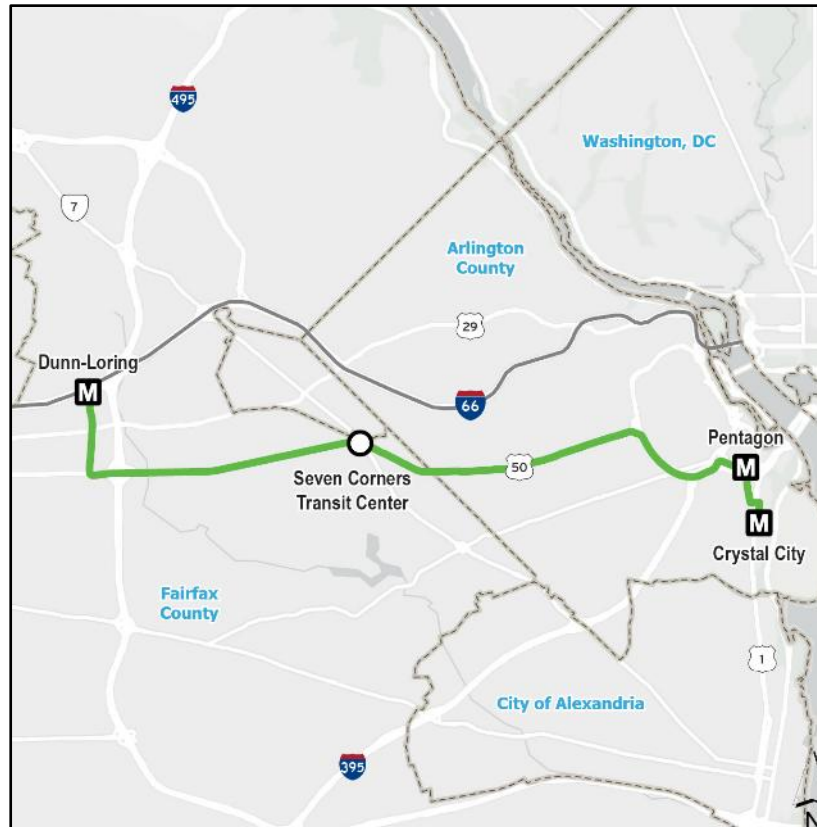 495
Washington, DC
7
Arlington
County
29
Dunn-Loring
M
66
Pentagon
M
50
Seven Corners
Transit Center
M
Crystal City
Fairfax
County
1
City of Alexandria
395
N